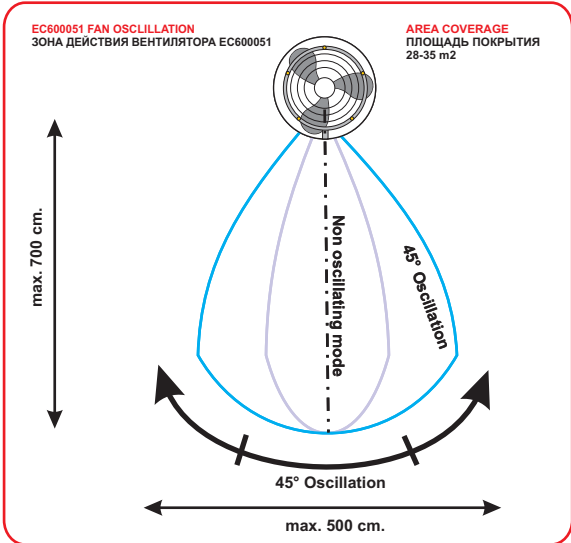 EC600051 FAN OSCLILLATION
ЗОНА ДЕЙСТВИЯ ВЕНТИЛЯТОРА EC600051
AREA COVERAGE
ПЛОЩАДЬ ПОКРЫТИЯ
28-35 m2
max. 700 cm.
Non oscillating mode
45° Oscillation
45° Oscillation
max. 500 cm.